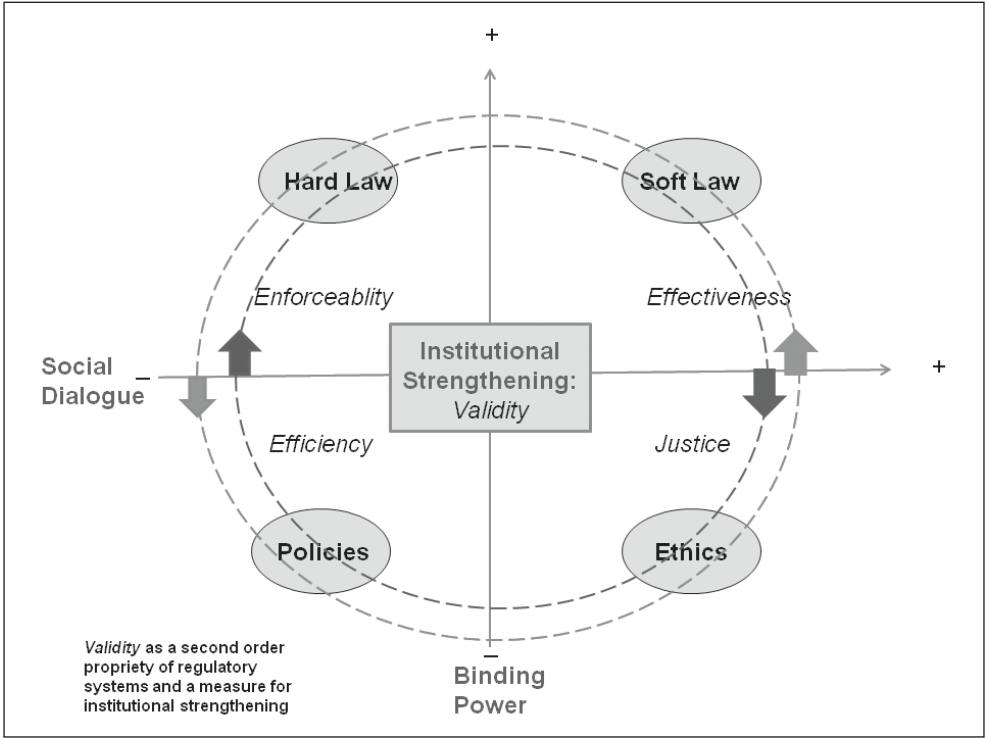 +
Hard Law
Soft Law
Enforceablity
Effectiveness
Social
Dialogue
–
+
Institutional
Strengthening:
Validity
Efficiency
Justice
Policies
Ethics
Validity as a second order
propriety of regulatory
systems and a measure for
institutional strengthening
–
Binding
Power